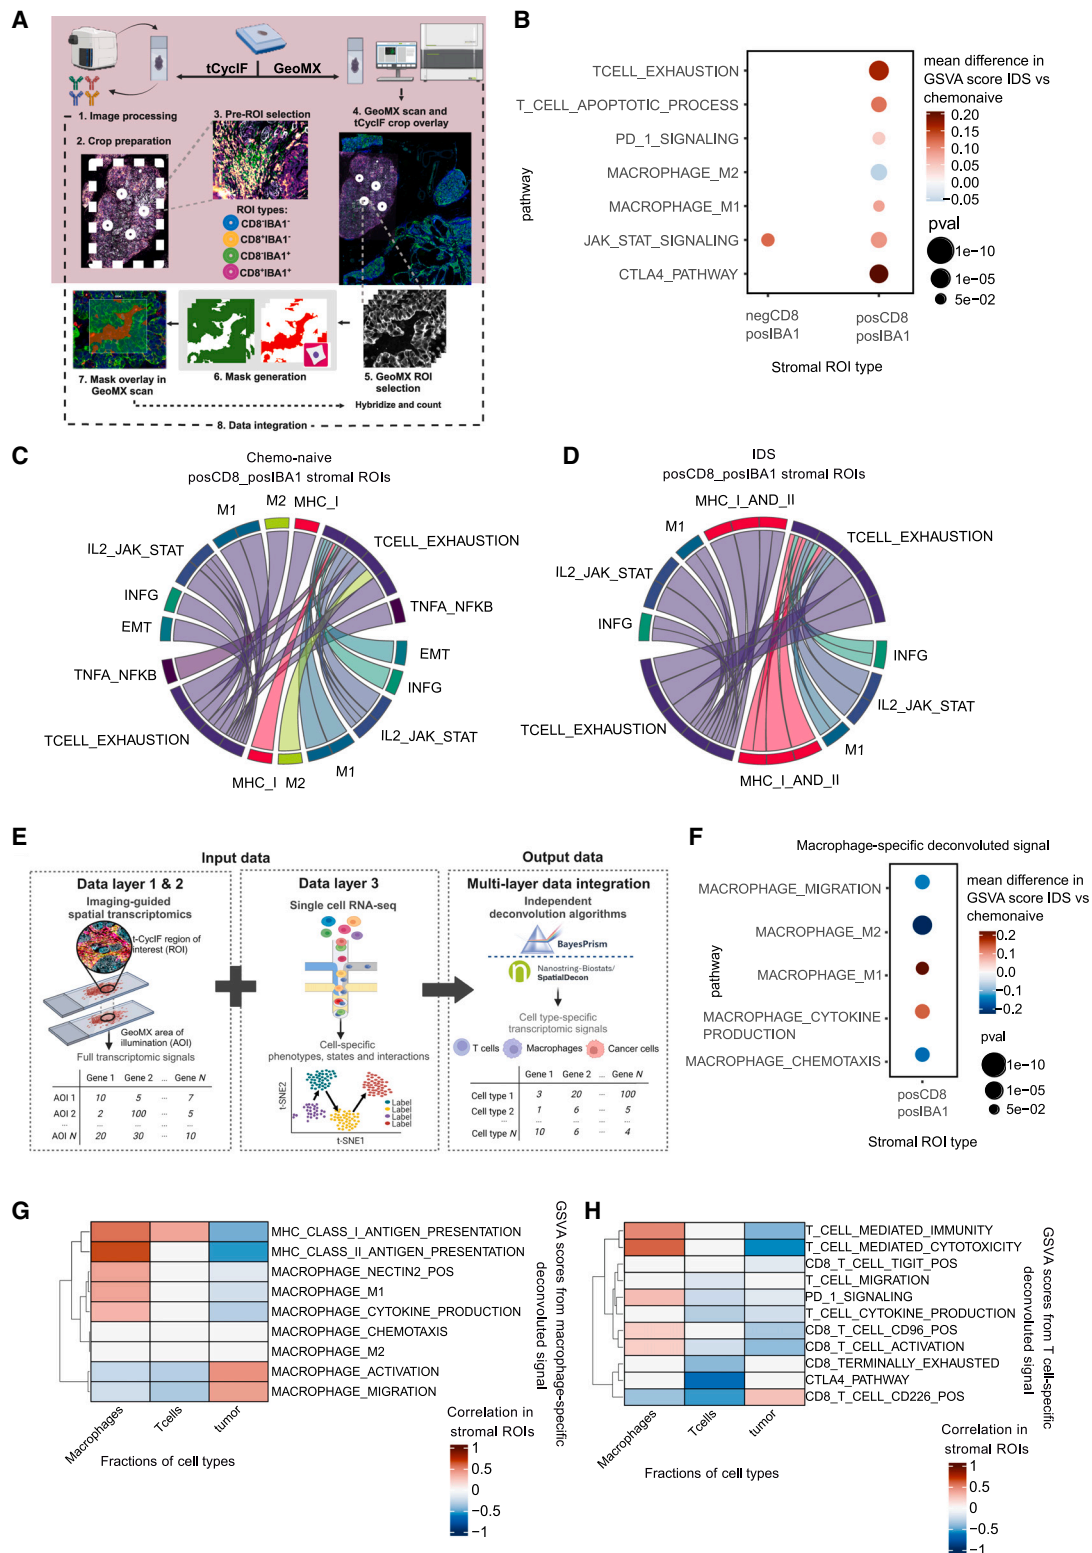 A
tCycIF
GeoMX
1. Image processing
2. Crop preparation
3. Pre-ROI selection
4. GeoMX scan and
tCycIF crop overlay
ROI types:
CD8⁻IBA1⁻
CD8⁺IBA1⁻
CD8⁻IBA1⁺
CD8⁺IBA1⁺
7. Mask overlay in
GeoMX scan
6. Mask generation
5. GeoMX ROI
selection
Hybridize and count
8. Data integration
B
pathway
TCELL_EXHAUSTION
T_CELL_APOPTOTIC_PROCESS
PD_1_SIGNALING
MACROPHAGE_M2
MACROPHAGE_M1
JAK_STAT_SIGNALING
CTLA4_PATHWAY
negCD8
posIBA1
posCD8
posIBA1
Stromal ROI type
mean difference in
GSVA score IDS vs
chemonaive
0.20
0.15
0.10
0.05
0.00
0.05
pval
1e−10
1e−05
5e−02
C
Chemo-naive
posCD8_posIBA1 stromal ROIs
M1
M2
MHC_I
TCELL_EXHAUSTION
IL2_JAK_STAT
INFG
EMT
TNFA_NFKB
TNFA_NFKB
EMT
INFG
IL2_JAK_STAT
TCELL_EXHAUSTION
MHC_I
M2
M1
D
IDS
posCD8_posIBA1 stromal ROIs
MHC_I_AND_II
M1
TCELL_EXHAUSTION
IL2_JAK_STAT
INFG
INFG
IL2_JAK_STAT
TCELL_EXHAUSTION
M1
MHC_I_AND_II
E
Input data
Output data
Data layer 1 & 2
Imaging-guided
spatial transcriptomics
t-CycIF region of
interest (ROI)
GeoMX area of
illumination (AOI)
Full transcriptomic signals
Gene 1 Gene 2 ... Gene N
AOI 1 10 5 ... 7
AOI 2 2 100 ... 5
... ... ... ...
AOI N 20 30 ... 10
Data layer 3
Single cell RNA-seq
Cell-specific
phenotypes, states and interactions
t-SNE2
Label
Label
Label
Label
t-SNE1
Multi-layer data integration
Independent
deconvolution algorithms
BayesPrism
Nanostring-Biostats/
SpatialDecon
Cell type-specific
transcriptomic signals
T cells Macrophages Cancer cells
Gene 1 Gene 2 ... Gene N
Cell type 1 3 20 ... 100
Cell type 2 1 6 ... 5
... ... ... ...
Cell type N 10 6 ... 4
F
Macrophage-specific deconvoluted signal
pathway
MACROPHAGE_MIGRATION
MACROPHAGE_M2
MACROPHAGE_M1
MACROPHAGE_CYTOKINE
PRODUCTION
MACROPHAGE_CHEMOTAXIS
posCD8
posIBA1
Stromal ROI type
mean difference in
GSVA score IDS vs
chemonaive
0.2
0.1
0.0
−0.1
−0.2
pval
1e−10
1e−05
5e−02
G
MHC_CLASS_I_ANTIGEN_PRESENTATION
MHC_CLASS_II_ANTIGEN_PRESENTATION
MACROPHAGE_NECTIN2_POS
MACROPHAGE_M1
MACROPHAGE_CYTOKINE_PRODUCTION
MACROPHAGE_CHEMOTAXIS
MACROPHAGE_M2
MACROPHAGE_ACTIVATION
MACROPHAGE_MIGRATION
GSVA scores from macrophage-specific
deconvoluted signal
Macrophages
Tcells
tumor
Fractions of cell types
Correlation in
stromal ROIs
1
0.5
0
−0.5
−1
H
T_CELL_MEDIATED_IMMUNITY
T_CELL_MEDIATED_CYTOTOXICITY
CD8_T_CELL_TIGIT_POS
T_CELL_MIGRATION
PD_1_SIGNALING
T_CELL_CYTOKINE_PRODUCTION
CD8_T_CELL_CD96_POS
CD8_T_CELL_ACTIVATION
CD8_TERMINALLY_EXHAUSTED
CTLA4_PATHWAY
CD8_T_CELL_CD226_POS
GSVA scores from T cell-specific
deconvoluted signal
Macrophages
Tcells
tumor
Fractions of cell types
Correlation in
stromal ROIs
1
0.5
0
−0.5
−1